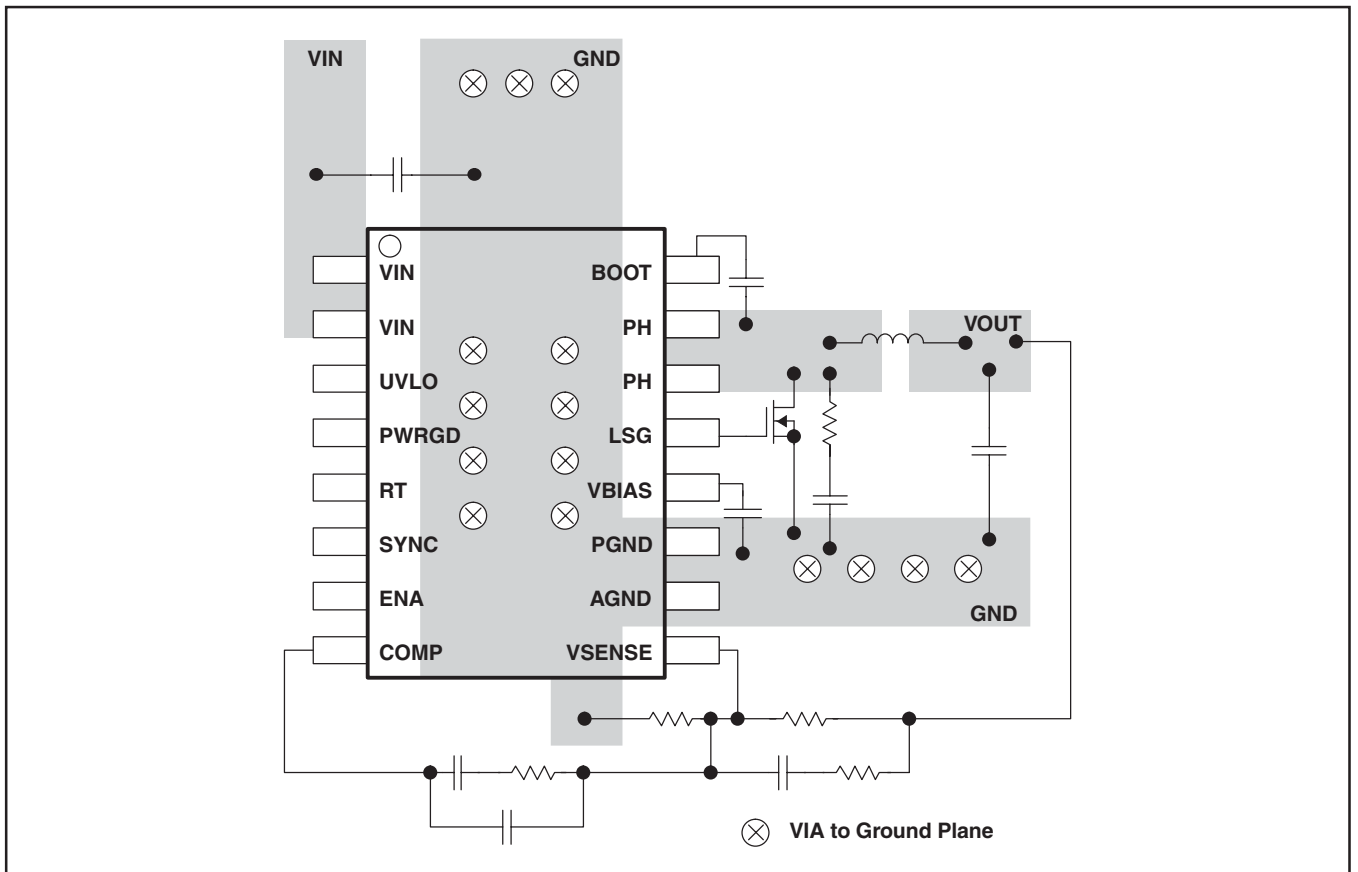 VIN
GND
VIN
BOOT
VIN
PH
VOUT
UVLO
PH
PWRGD
LSG
RT
VBIAS
SYNC
PGND
ENA
AGND
GND
COMP
VSENSE
VIA to Ground Plane